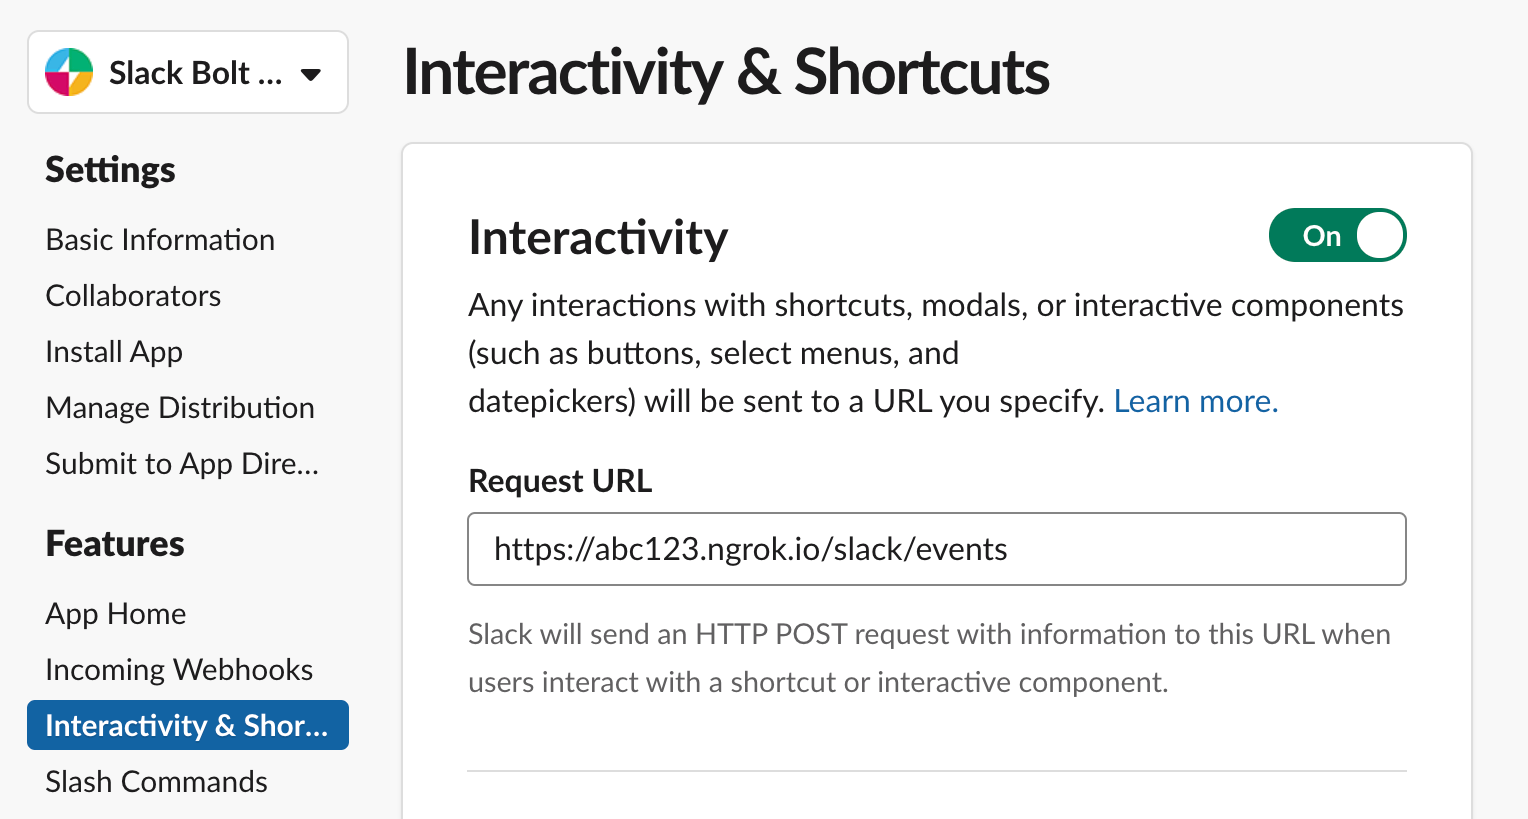 Slack Bolt ...
Settings
Basic Information
Collaborators
Install App
Manage Distribution
Submit to App Dire...
Features
App Home
Incoming Webhooks
Interactivity & Shor...
Slash Commands
Interactivity & Shortcuts
Interactivity
On
Any interactions with shortcuts, modals, or interactive components
(such as buttons, select menus, and
datepickers) will be sent to a URL you specify. Learn more.
Request URL
https://abc123.ngrok.io/slack/events
Slack will send an HTTP POST request with information to this URL when
users interact with a shortcut or interactive component.